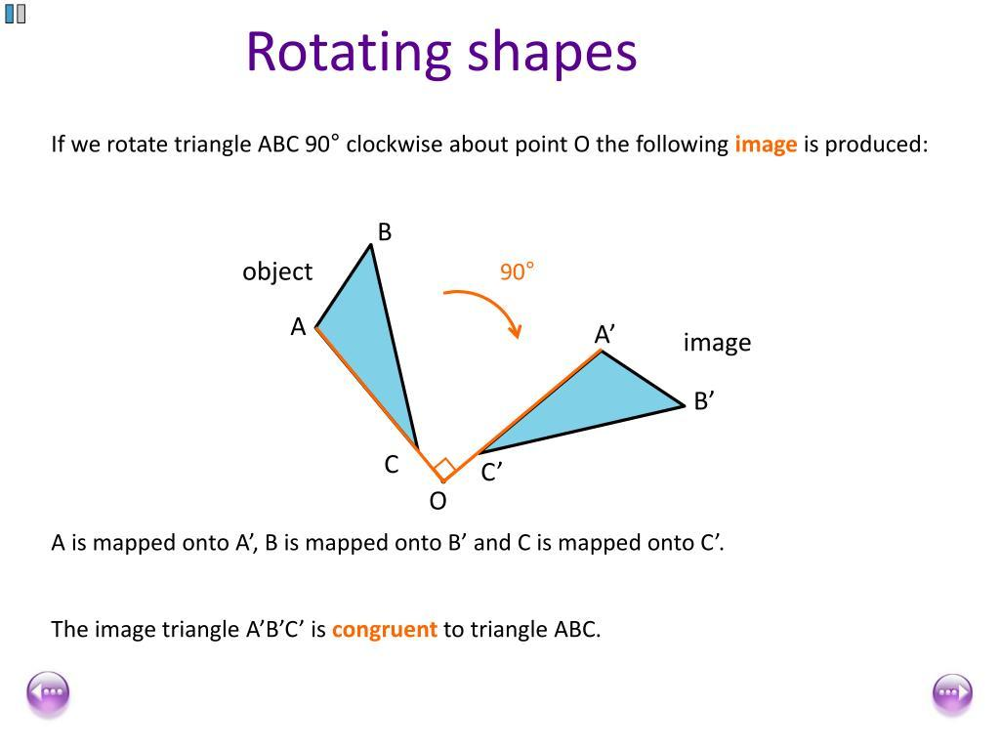 Rotating shapes
If we rotate triangle ABC 90° clockwise about point O the following image is produced:
B
object
90°
A
A’
image
B’
C
C’
O
A is mapped onto A’, B is mapped onto B’ and C is mapped onto C’.
The image triangle A’B’C’ is congruent to triangle ABC.